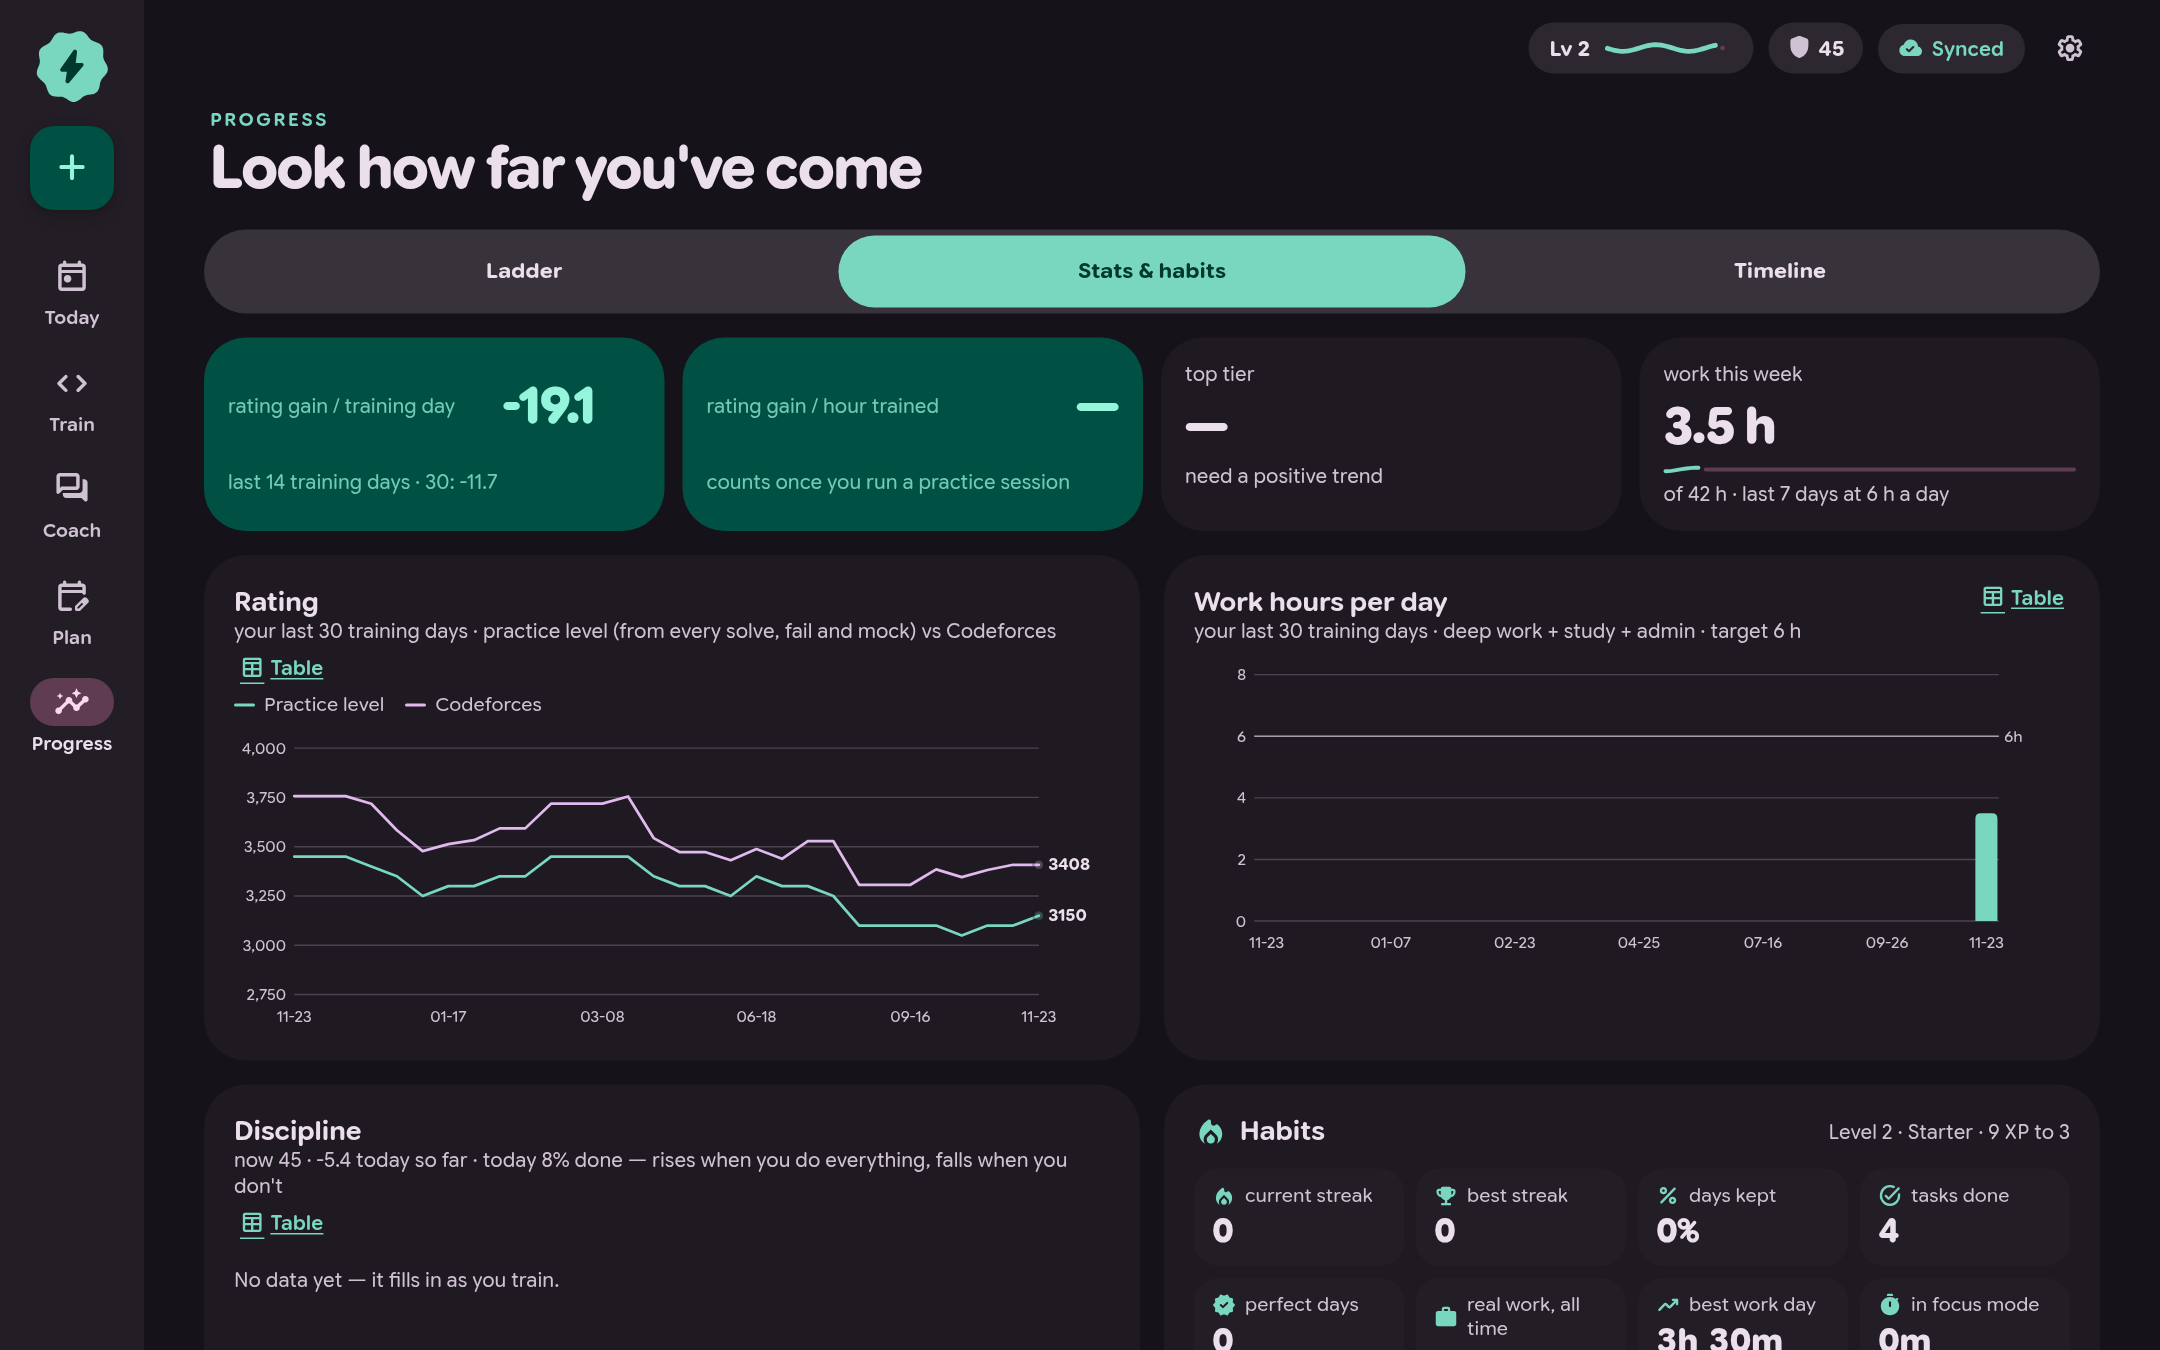 Lv 2
45
Synced
PROGRESS
Look how far you've come
Ladder
Stats & habits
Timeline
Today
Train
Coach
Plan
Progress
rating gain / training day
-19.1
last 14 training days · 30: -11.7
rating gain / hour trained
—
counts once you run a practice session
top tier
—
need a positive trend
work this week
3.5 h
of 42 h · last 7 days at 6 h a day
Rating
your last 30 training days · practice level (from every solve, fail and mock) vs Codeforces
Table
Practice level
Codeforces
4,000
3,750
3,500
3,250
3,000
2,750
3408
3150
11-23
01-17
03-08
06-18
09-16
11-23
Work hours per day
Table
your last 30 training days · deep work + study + admin · target 6 h
8
6
4
2
0
6h
11-23
01-07
02-23
04-25
07-16
09-26
11-23
Discipline
now 45 · -5.4 today so far · today 8% done — rises when you do everything, falls when you
don't
Table
No data yet — it fills in as you train.
Habits
Level 2 · Starter · 9 XP to 3
current streak
0
best streak
0
days kept
0%
tasks done
4
perfect days
0
real work, all
time
best work day
3h 30m
in focus mode
0m